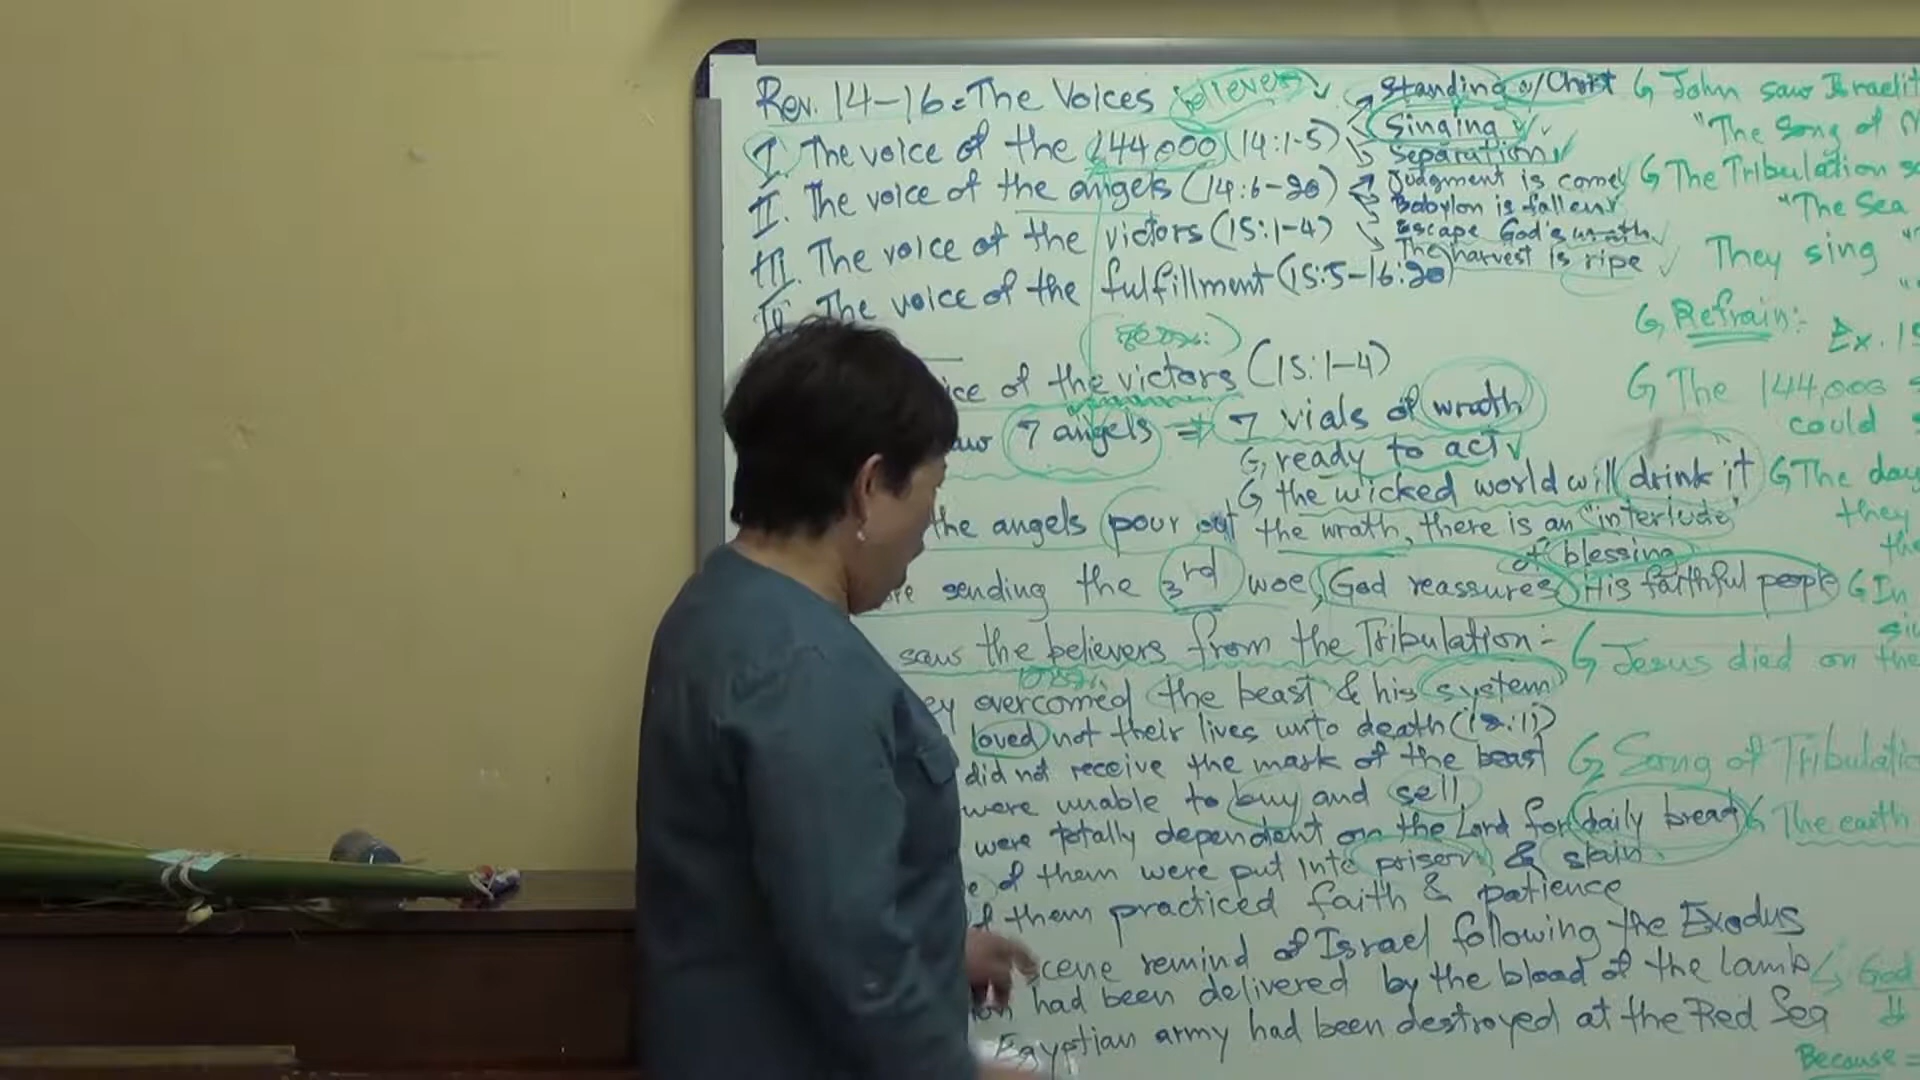 Rev. 14-16 = The Voices believers
I. The voice of the 144,000 (14:1-5)
Standing w/Christ
Singing
Separation
II. The voice of the angels (14:6-20)
Judgment is come
Babylon is fallen
Escape God's wrath
The harvest is ripe
III. The voice of the victors (15:1-4)
IV. The voice of the fulfillment (15:5-16:20)
ice of the victors (15:1-4)
aw 7 angels ⇒ 7 vials of wrath
ready to act
the wicked world will drink it
the angels pour out the wrath, there is an "interlude"
of blessing
ore sending the 3rd woe, God reassures His faithful people
saw the believers from the Tribulation:-
ey overcomed the beast & his system
loved not their lives unto death (12:11)
did not receive the mark of the beast
were unable to buy and sell
were totally dependent on the Lord for daily bread
e of them were put into prison & slain
f them practiced faith & patience
scene remind of Israel following the Exodus
had been delivered by the blood of the lamb
Egyptian army had been destroyed at the Red Sea
John saw Israelit
"The Song of M
The Tribulation s
"The Sea
They sing "
Refrain:- Ex. 15
The 144,000 s
could s
The day
they
the
In
sin
Jesus died on the
Song of Tribulatio
The earth
God
Because =